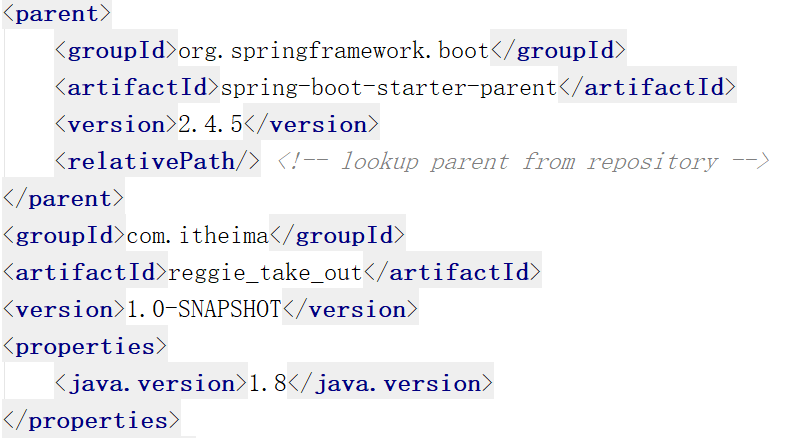 <parent>
    <groupId>org.springframework.boot</groupId>
    <artifactId>spring-boot-starter-parent</artifactId>
    <version>2.4.5</version>
    <relativePath/> <!-- lookup parent from repository -->
</parent>
<groupId>com.itheima</groupId>
<artifactId>reggie_take_out</artifactId>
<version>1.0-SNAPSHOT</version>
<properties>
    <java.version>1.8</java.version>
</properties>